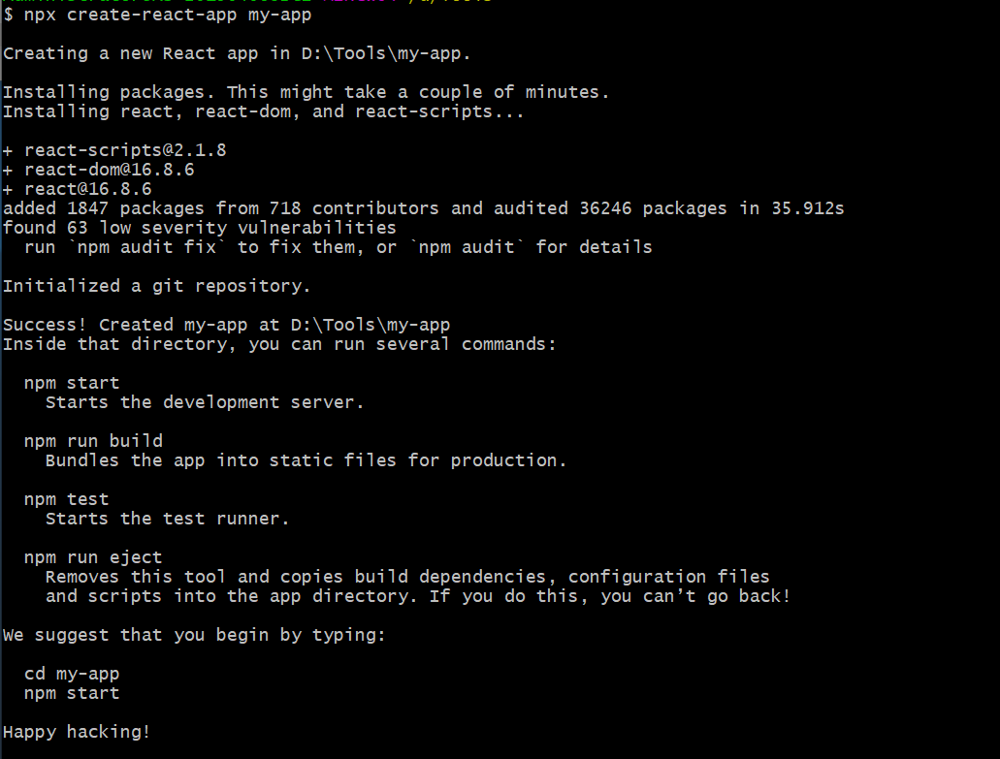 $ npx create-react-app my-app
Creating a new React app in D:\Tools\my-app.
Installing packages. This might take a couple of minutes.
Installing react, react-dom, and react-scripts...
+ react-scripts@2.1.8
+ react-dom@16.8.6
+ react@16.8.6
added 1847 packages from 718 contributors and audited 36246 packages in 35.912s
found 63 low severity vulnerabilities
  run `npm audit fix` to fix them, or `npm audit` for details
Initialized a git repository.
Success! Created my-app at D:\Tools\my-app
Inside that directory, you can run several commands:
  npm start
    Starts the development server.
  npm run build
    Bundles the app into static files for production.
  npm test
    Starts the test runner.
  npm run eject
    Removes this tool and copies build dependencies, configuration files
    and scripts into the app directory. If you do this, you can’t go back!
We suggest that you begin by typing:
  cd my-app
  npm start
Happy hacking!